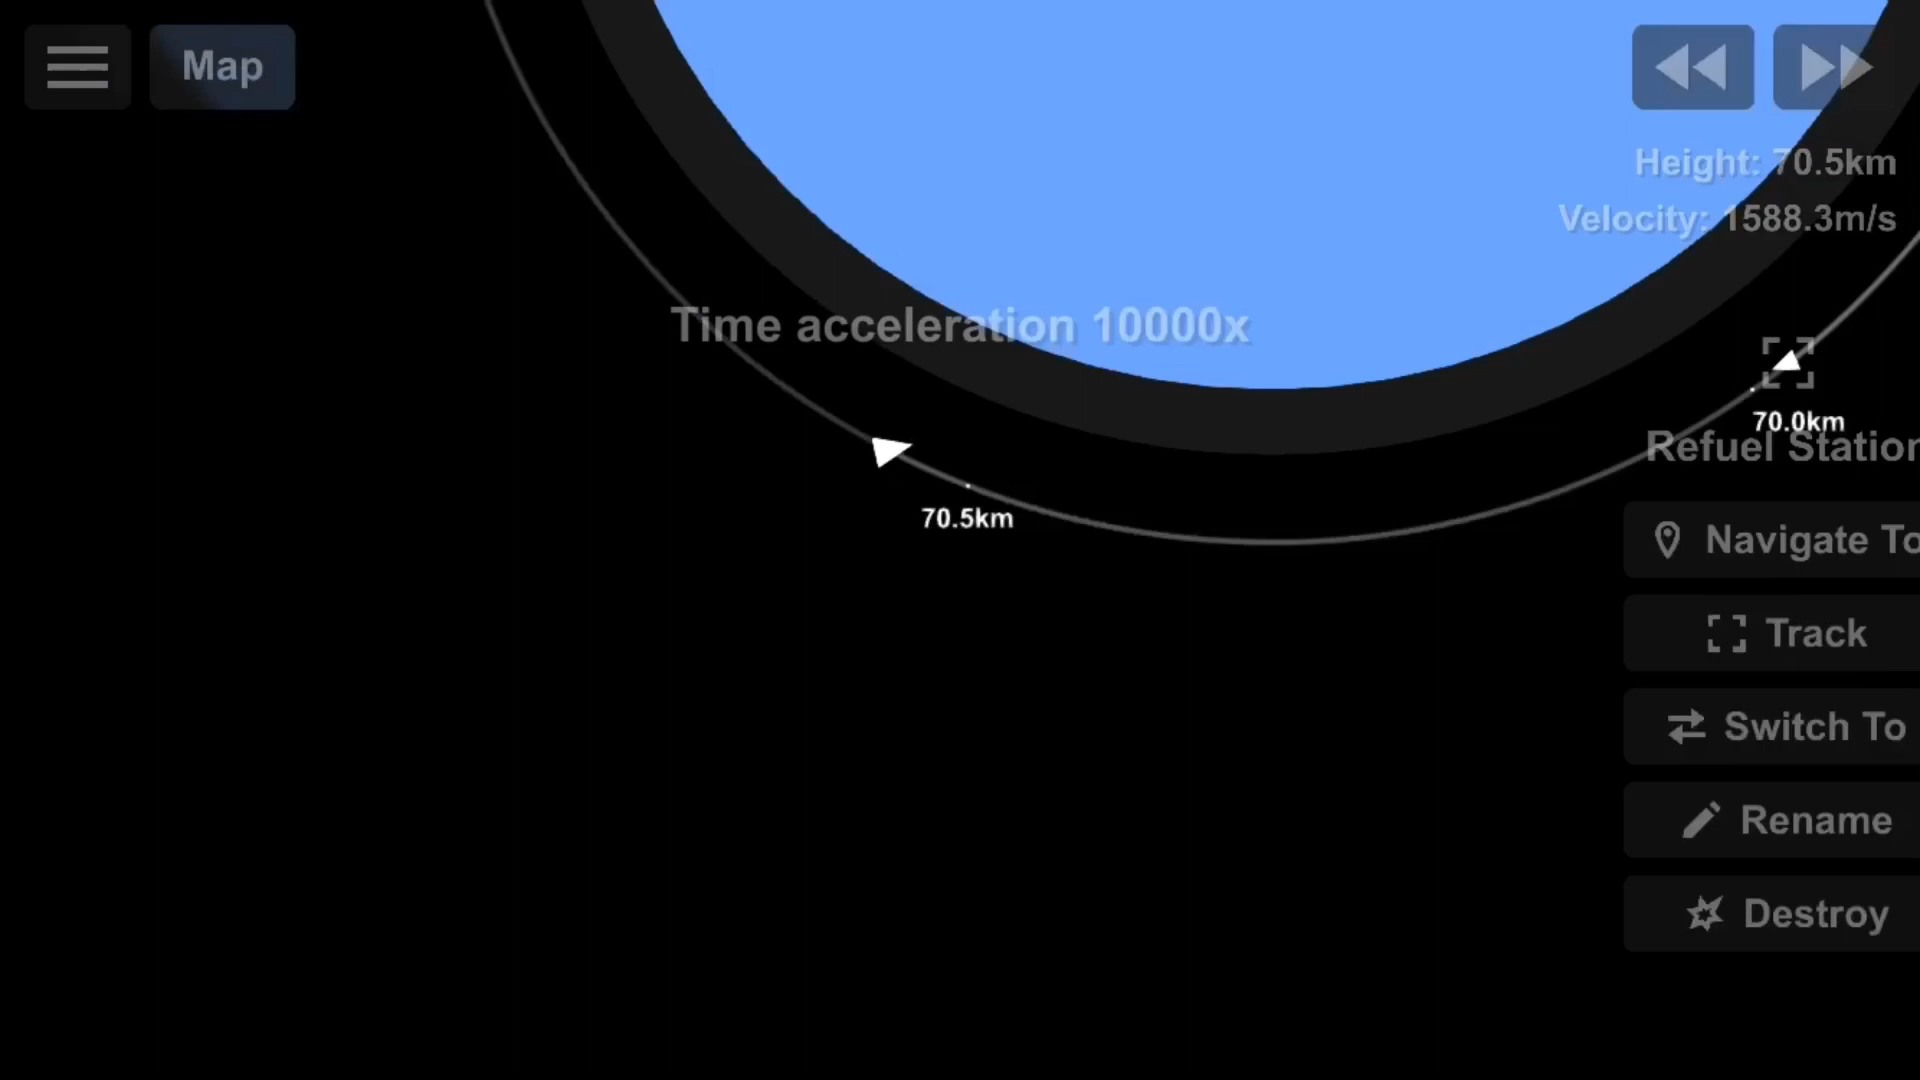 Map
Height: 70.5km
Velocity: 1588.3m/s
Time acceleration 10000x
70.0km
Refuel Station
70.5km
Navigate To
Track
Switch To
Rename
Destroy